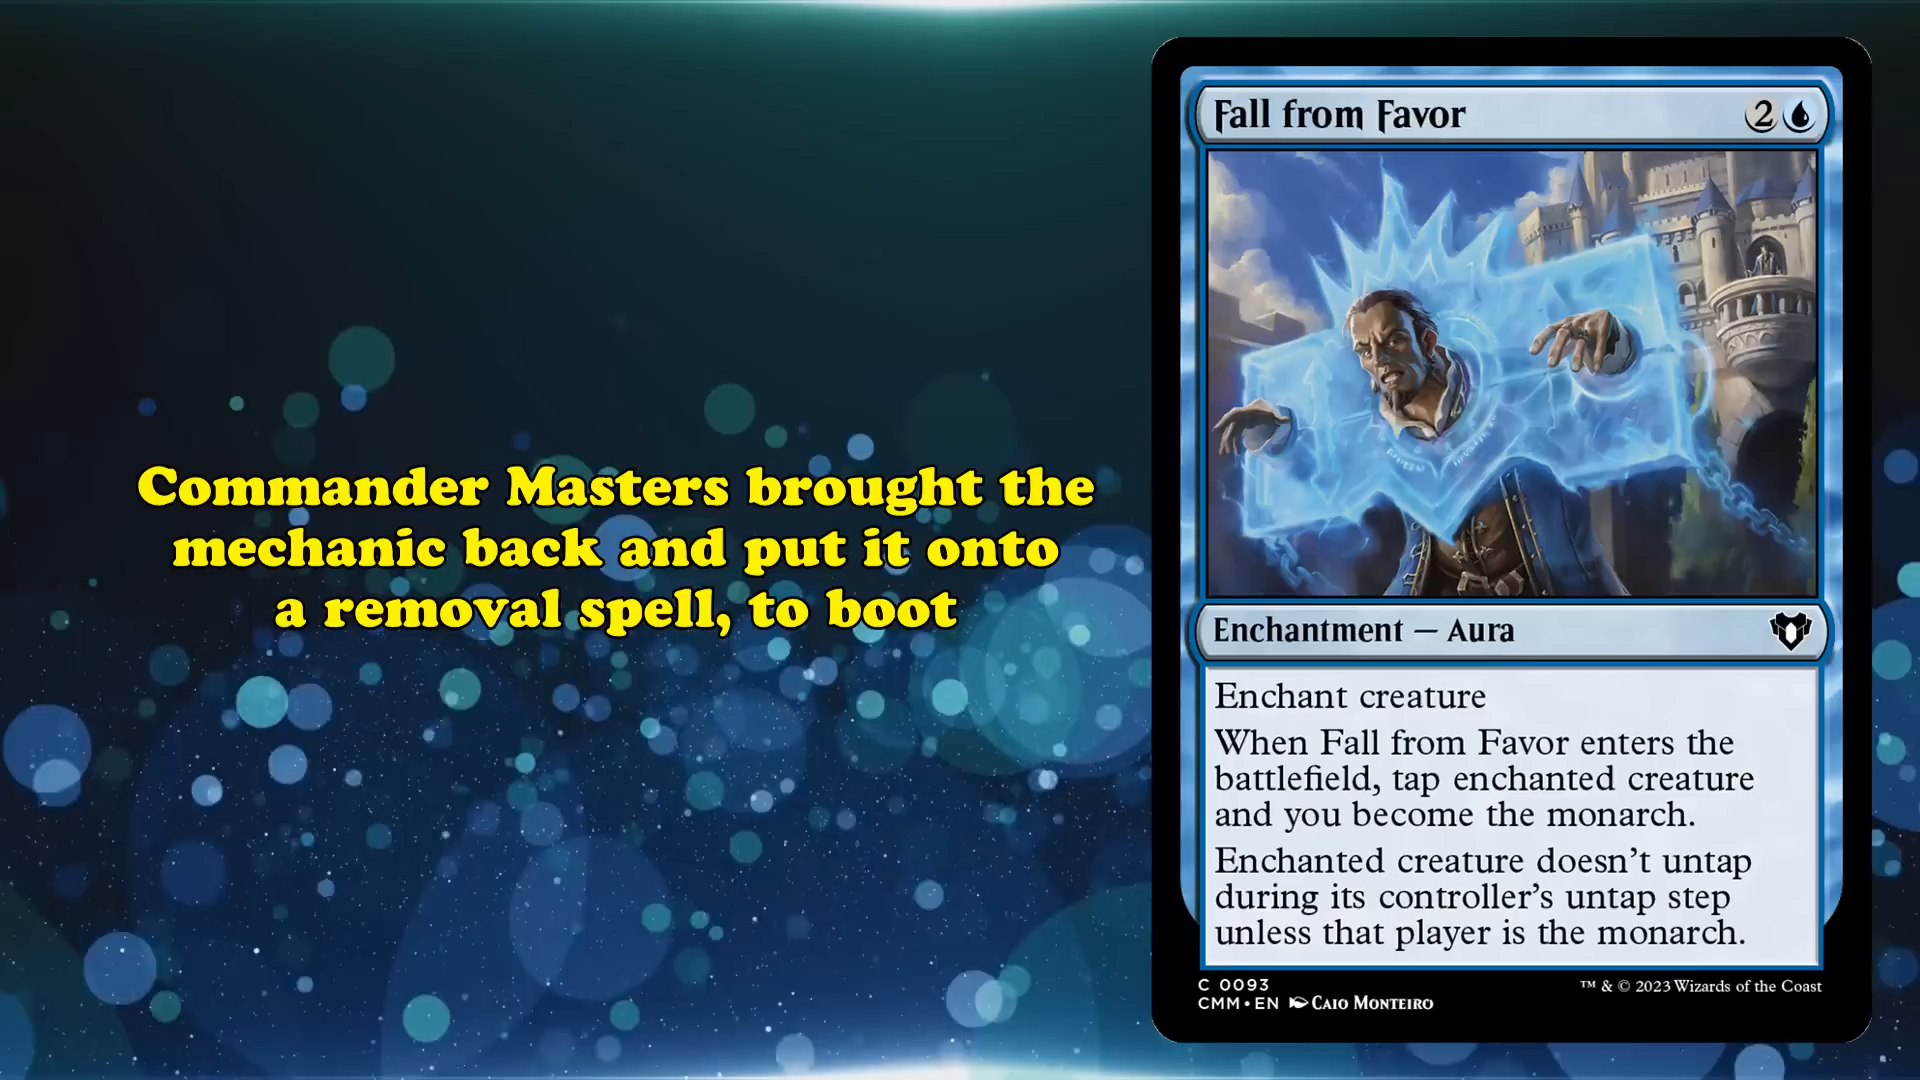 Commander Masters brought the
mechanic back and put it onto
a removal spell, to boot
Fall from Favor 2
Enchantment — Aura
Enchant creature
When Fall from Favor enters the
battlefield, tap enchanted creature
and you become the monarch.
Enchanted creature doesn't untap
during its controller's untap step
unless that player is the monarch.
C 0093
CMM • EN Caio Monteiro
™ & © 2023 Wizards of the Coast